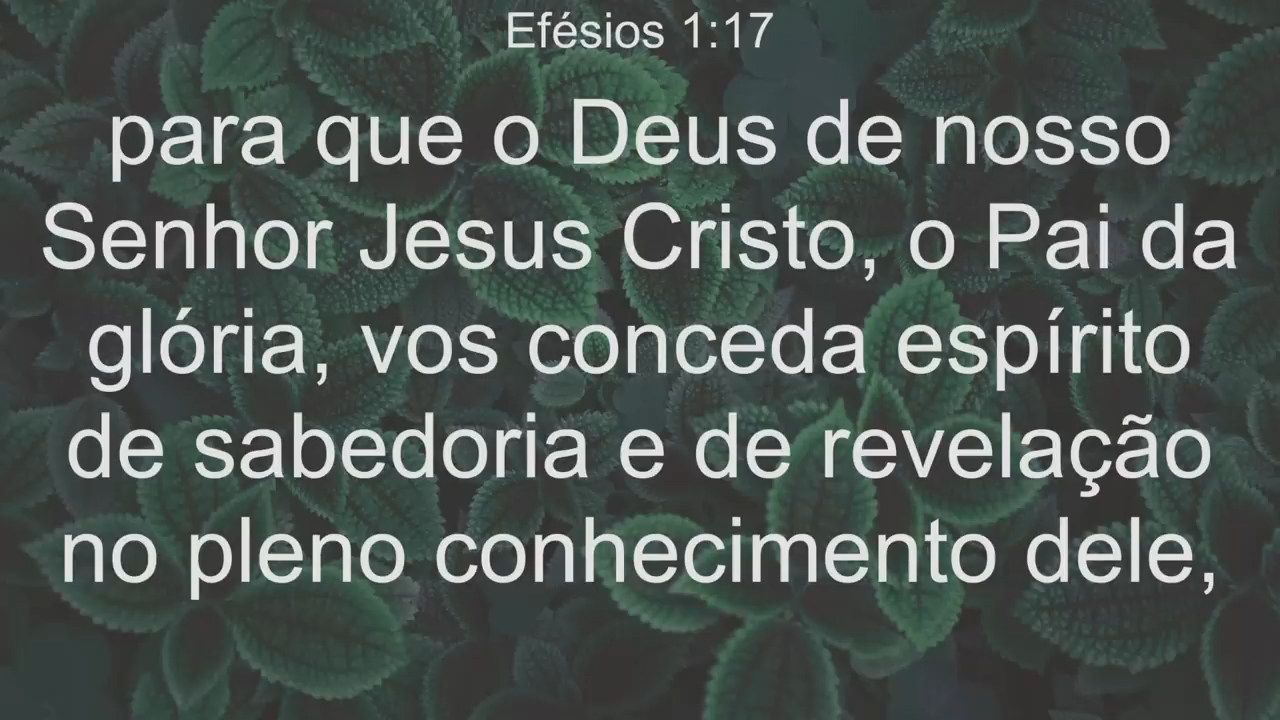 Efésios 1:17
para que o Deus de nosso
Senhor Jesus Cristo, o Pai da
glória, vos conceda espírito
de sabedoria e de revelação
no pleno conhecimento dele,